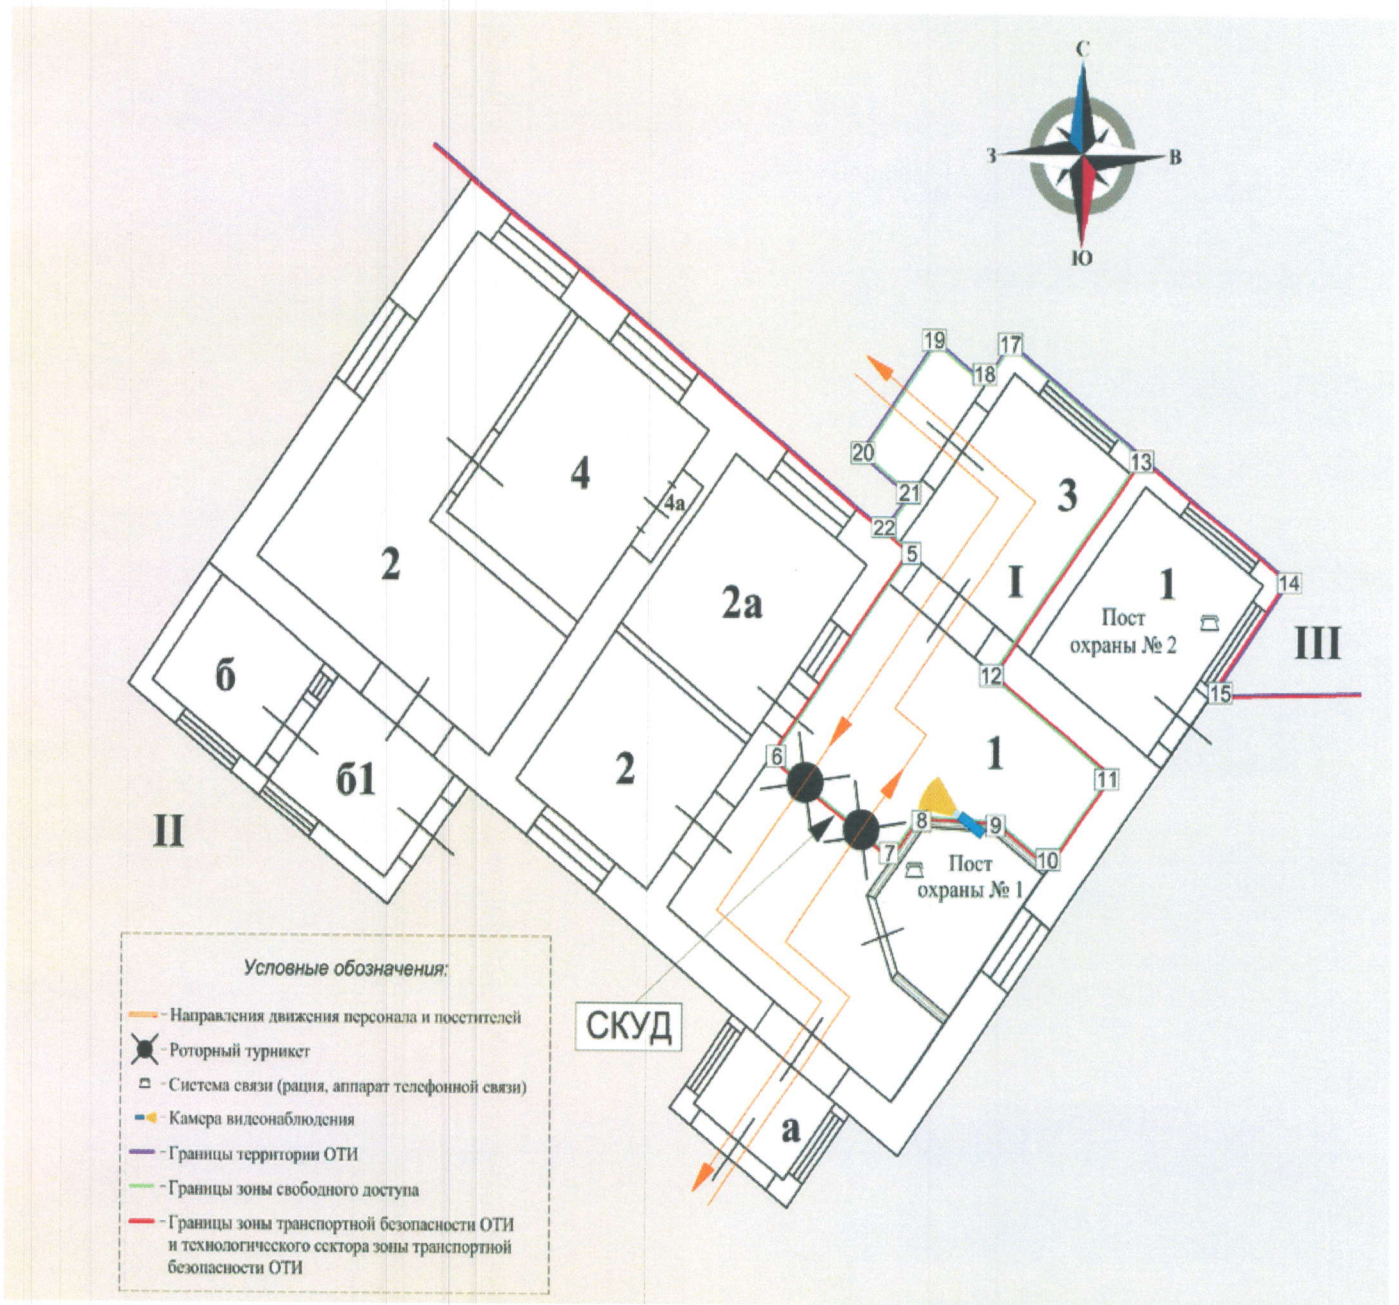 С
З
В
Ю
19
17
18
20
13
21
3
4
4а
22
5
I
1
14
2
2а
Пост
охраны № 2
III
12
15
б
6
1
11
б1
2
8
9
II
7
10
Пост
охраны № 1
СКУД
а
Условные обозначения:
- Направления движения персонала и посетителей
- Роторный турникет
- Система связи (рация, аппарат телефонной связи)
- Камера видеонаблюдения
- Границы территории ОТИ
- Границы зоны свободного доступа
- Границы зоны транспортной безопасности ОТИ
и технологического сектора зоны транспортной
безопасности ОТИ